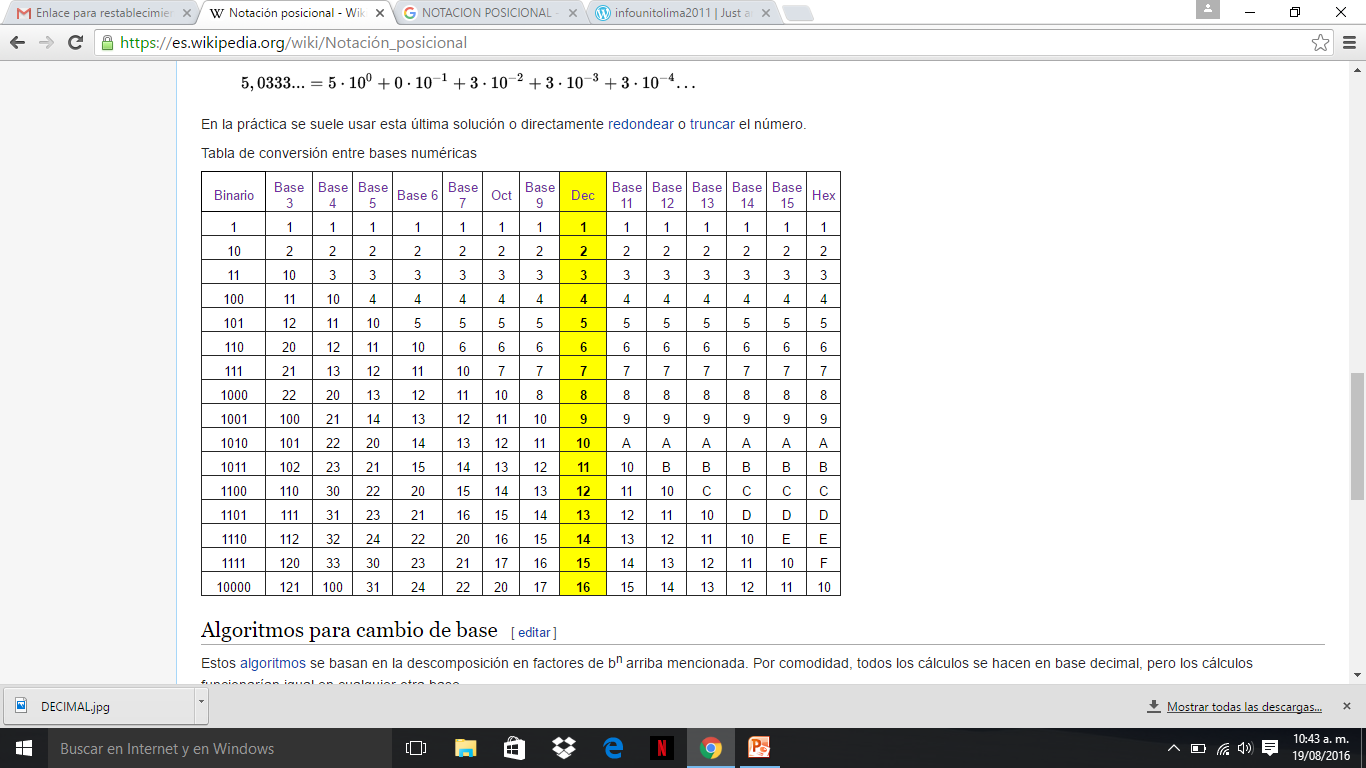 Enlace para restablecimie
Notación posicional - Wik
NOTACION POSICIONAL -
infounitolima2011 | Just a
https://es.wikipedia.org/wiki/Notación_posicional
5,0333... = 5 · 10⁰ + 0 · 10⁻¹ + 3 · 10⁻² + 3 · 10⁻³ + 3 · 10⁻⁴ . . .
En la práctica se suele usar esta última solución o directamente redondear o truncar el número.
Tabla de conversión entre bases numéricas
Binario Base 3 Base 4 Base 5 Base 6 Base 7 Oct Base 9 Dec Base 11 Base 12 Base 13 Base 14 Base 15 Hex
1 1 1 1 1 1 1 1 1 1 1 1 1 1 1
10 2 2 2 2 2 2 2 2 2 2 2 2 2 2
11 10 3 3 3 3 3 3 3 3 3 3 3 3 3
100 11 10 4 4 4 4 4 4 4 4 4 4 4 4
101 12 11 10 5 5 5 5 5 5 5 5 5 5 5
110 20 12 11 10 6 6 6 6 6 6 6 6 6 6
111 21 13 12 11 10 7 7 7 7 7 7 7 7 7
1000 22 20 13 12 11 10 8 8 8 8 8 8 8 8
1001 100 21 14 13 12 11 10 9 9 9 9 9 9 9
1010 101 22 20 14 13 12 11 10 A A A A A A
1011 102 23 21 15 14 13 12 11 10 B B B B B
1100 110 30 22 20 15 14 13 12 11 10 C C C C
1101 111 31 23 21 16 15 14 13 12 11 10 D D D
1110 112 32 24 22 20 16 15 14 13 12 11 10 E E
1111 120 33 30 23 21 17 16 15 14 13 12 11 10 F
10000 121 100 31 24 22 20 17 16 15 14 13 12 11 10
Algoritmos para cambio de base [ editar ]
Estos algoritmos se basan en la descomposición en factores de bⁿ arriba mencionada. Por comodidad, todos los cálculos se hacen en base decimal, pero los cálculos
funcionarían igual en cualquier otra base.
DECIMAL.jpg
Mostrar todas las descargas...
Buscar en Internet y en Windows
10:43 a. m.
19/08/2016